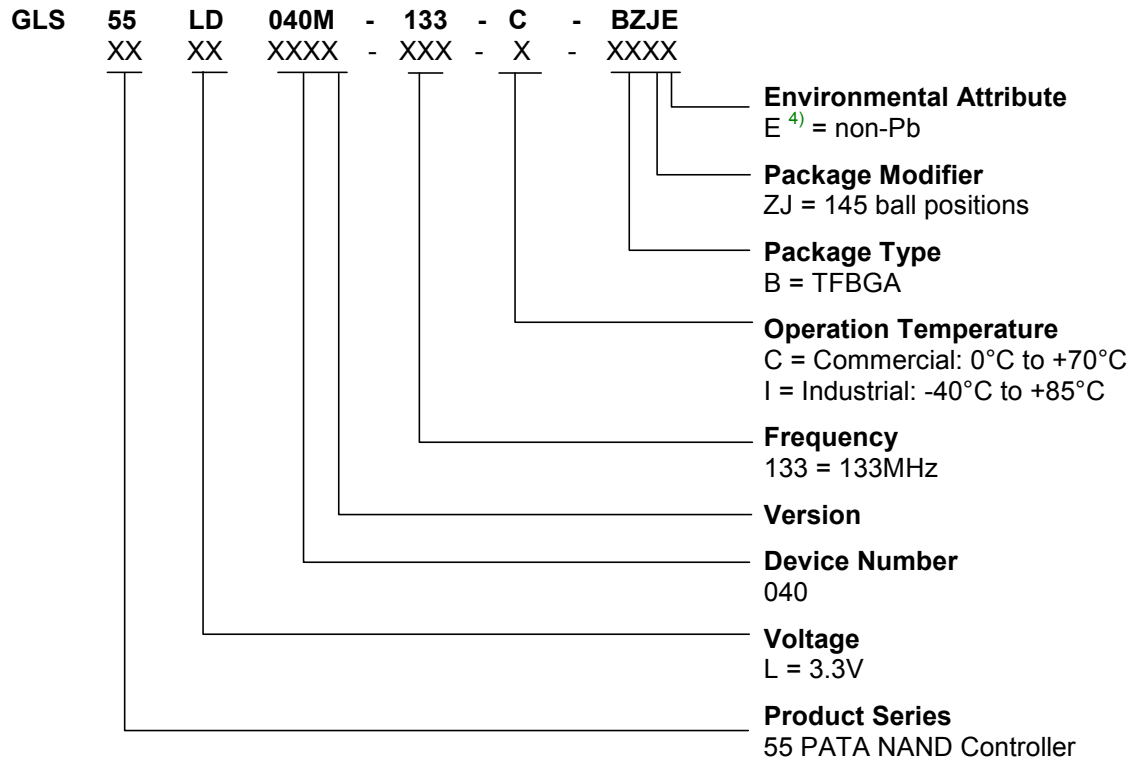 GLS 55 LD 040M - 133 - C - BZJE
XX XX XXXX - XXX - X - XXXX
Environmental Attribute
E 4) = non-Pb
Package Modifier
ZJ = 145 ball positions
Package Type
B = TFBGA
Operation Temperature
C = Commercial: 0°C to +70°C
I = Industrial: -40°C to +85°C
Frequency
133 = 133MHz
Version
Device Number
040
Voltage
L = 3.3V
Product Series
55 PATA NAND Controller